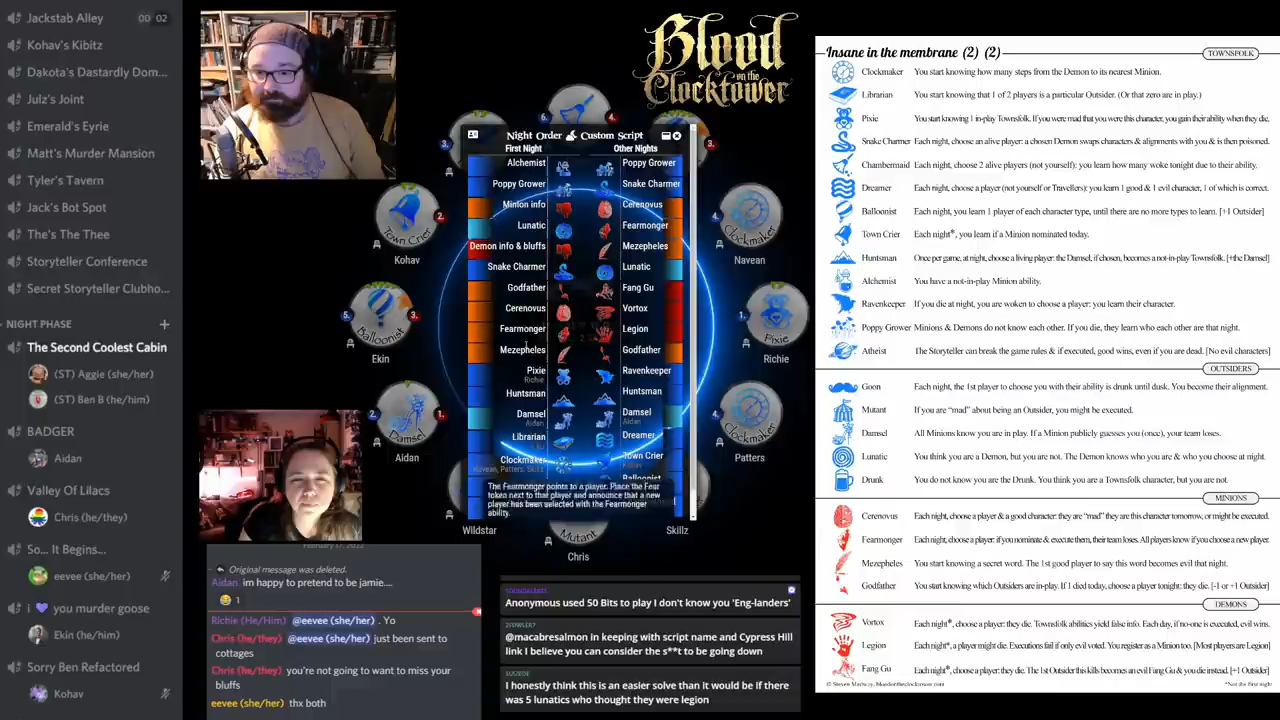 Jackstab Alley
00 02
Kohav's Kibitz
Dakota's Dastardly Dom...
Julz's Joint
Emerald's Eyrie
Matt's Murder Mansion
Jack's Bot Spot
The's Tri Thee
Storyteller Conference
Secret Storyteller Clubho...
NIGHT PHASE
The Second Coolest Cabin
(ST) Aggie (she/her)
(ST) Ben B (he/him)
BADGER
Aidan
Valley of Lilacs
So... It Begins...
eevee (she/her)
i
you murder goose
Ekin (he/him)
Sorry Ben Refactored
Kohav
Blood
on the
Clocktower
February 17, 2022
Original message was deleted.
Aidan im happy to pretend to be jamie....
1
Richie (He/Him) @eevee (she/her) . Yo
Chris (he/they) @eevee (she/her) just been sent to
cottages
Chris (he/they) you're not going to want to miss your
bluffs
eevee (she/her) thx both
Town Crier
Kohav
Balloonist
Ekin
Damsel
Aidan
Wildstar
Mutant
Chris
Skillz
Clockmaker
Patters
Pixie
Richie
Clockmaker
Navean
Night Order Custom Script
First Night
Other Nights
Alchemist
Poppy Grower
Minion info
Lunatic
Demon info & bluffs
Snake Charmer
Godfather
Cerenovus
Fearmonger
Mezepheles
Pixie
Richie
Huntsman
Damsel
Aidan
Librarian
Clockmaker
Navean, Patters, Skillz
Poppy Grower
Snake Charmer
Cerenovus
Fearmonger
Mezepheles
Lunatic
Fang Gu
Vortox
Legion
Godfather
Ravenkeeper
Huntsman
Damsel
Aidan
Dreamer
Town Crier
Kohav
Balloonist
The Fearmonger points to a player. Place the Fear
token next to that player and announce that a new
player has been selected with the Fearmonger
ability.
Anonymous used 50 Bits to play I don't know you 'Eng-landers'
@macabresalmon in keeping with script name and Cypress Hill
link I believe you can consider the s**t to be going down
I honestly think this is an easier solve than it would be if there
was 5 lunatics who thought they were legion
Insane in the membrane (2) (2)
TOWNSFOLK
Clockmaker You start knowing how many steps from the Demon to its nearest Minion.
Librarian You start knowing that 1 of 2 players is a particular Outsider. (Or that zero are in play.)
Pixie You start knowing 1 in-play Townsfolk. If you were mad that you were this character, you gain their ability when they die.
Snake Charmer Each night, choose an alive player: a chosen Demon swaps characters & alignments with you & is then poisoned.
Chambermaid Each night, choose 2 alive players (not yourself): you learn how many woke tonight due to their ability.
Dreamer Each night, choose a player (not yourself or Travellers): you learn 1 good & 1 evil character, 1 of which is correct.
Balloonist Each night, you learn 1 player of each character type, until there are no more types to learn. [+1 Outsider]
Town Crier Each night*, you learn if a Minion nominated today.
Huntsman Once per game, at night, choose a living player: the Damsel, if chosen, becomes a not-in-play Townsfolk. [+the Damsel]
Alchemist You have a not-in-play Minion ability.
Ravenkeeper If you die at night, you are woken to choose a player: you learn their character.
Poppy Grower Minions & Demons do not know each other. If you die, they learn who each other are that night.
Atheist The Storyteller can break the game rules & if executed, good wins, even if you are dead. [No evil characters]
OUTSIDERS
Goon Each night, the 1st player to choose you with their ability is drunk until dusk. You become their alignment.
Mutant If you are "mad" about being an Outsider, you might be executed.
Damsel All Minions know you are in play. If a Minion publicly guesses you (once), your team loses.
Lunatic You think you are a Demon, but you are not. The Demon knows who you are & who you choose at night.
Drunk You do not know you are the Drunk. You think you are a Townsfolk character, but you are not.
MINIONS
Cerenovus Each night, choose a player & a good character: they are "mad" they are this character tomorrow, or might be executed.
Fearmonger Each night, choose a player: if you nominate & execute them, their team loses. All players know if you choose a new player.
Mezepheles You start knowing a secret word. The 1st good player to say this word becomes evil that night.
Godfather You start knowing which Outsiders are in-play. If 1 died today, choose a player tonight: they die. [-1 or +1 Outsider]
DEMONS
Vortox Each night*, choose a player: they die. Townsfolk abilities yield false info. Each day, if no-one is executed, evil wins.
Legion Each night*, a player might die. Executions fail if only evil voted. You register as a Minion too. [Most players are Legion]
Fang Gu Each night*, choose a player: they die. The 1st Outsider this kills becomes an evil Fang Gu & you die instead. [+1 Outsider]
© Steven Medway, bloodontheclocktower.com
*Not the first night